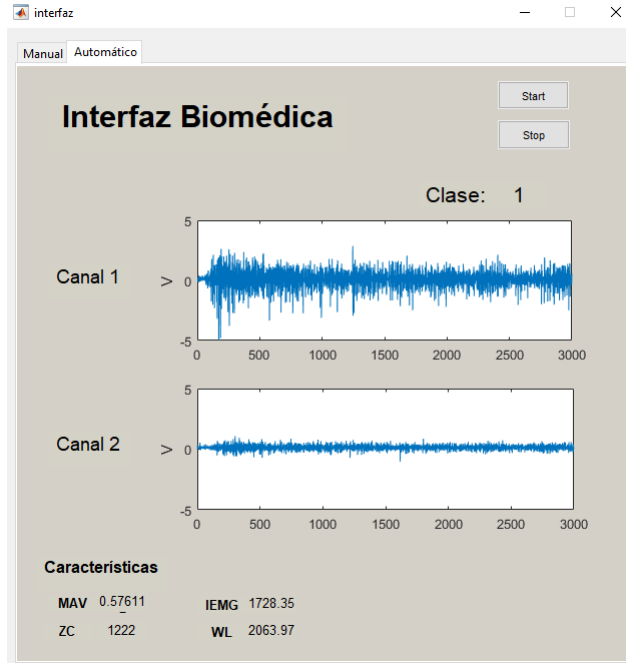 interfaz
Manual Automático
Start
Interfaz Biomédica
Stop
Clase: 1
5
Canal 1
V
0
-5
0 500 1000 1500 2000 2500 3000
5
Canal 2
V
0
-5
0 500 1000 1500 2000 2500 3000
Características
MAV 0.57611 IEMG 1728.35
ZC 1222 WL 2063.97